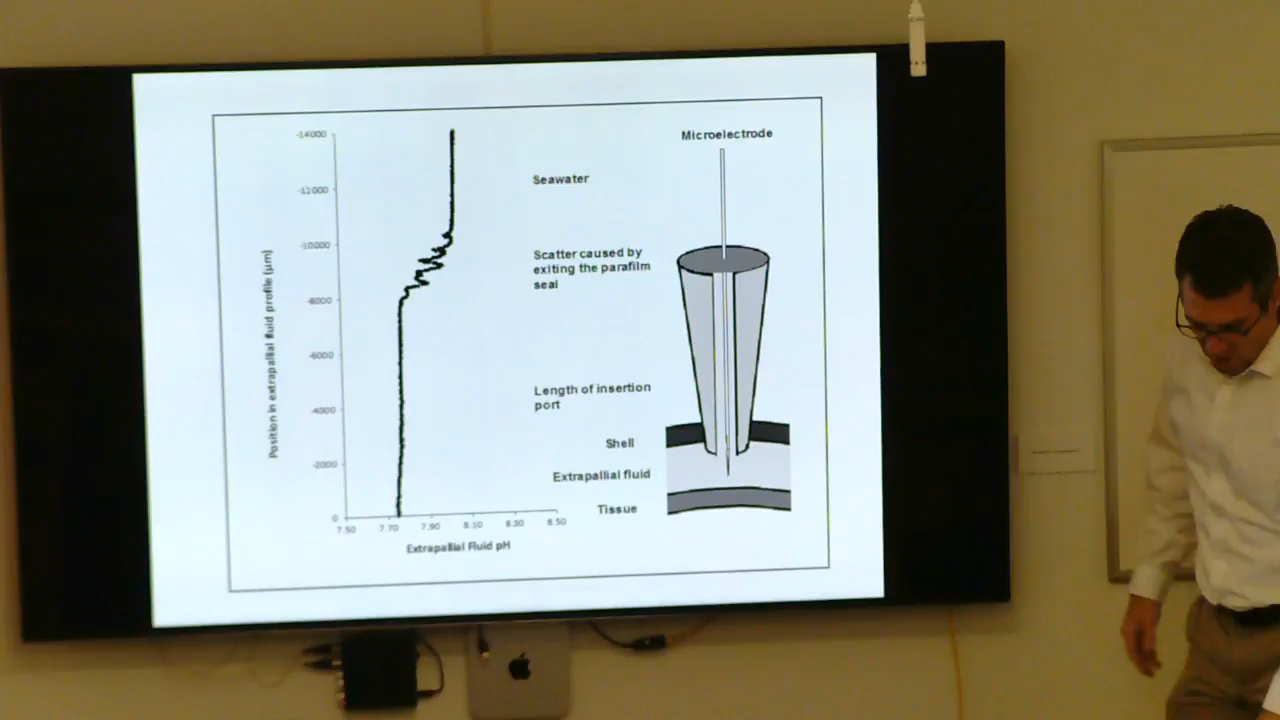 Microelectrode
-14000
-12000
-10000
-8000
-6000
-4000
-2000
0
Position in extrapallial fluid profile (µm)
7.50 7.70 7.90 8.10 8.30 8.50
Extrapallial Fluid pH
Seawater
Scatter caused by
exiting the parafilm
seal
Length of insertion
port
Shell
Extrapallial fluid
Tissue